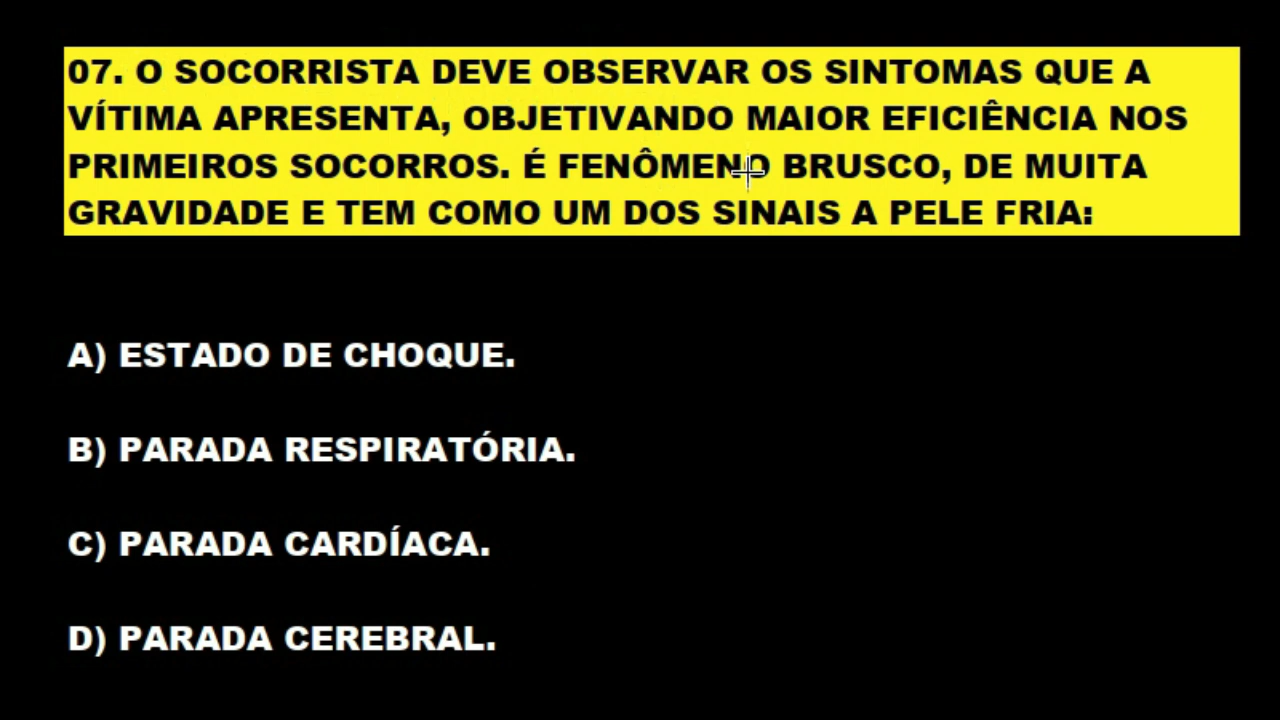 07. O SOCORRISTA DEVE OBSERVAR OS SINTOMAS QUE A
VÍTIMA APRESENTA, OBJETIVANDO MAIOR EFICIÊNCIA NOS
PRIMEIROS SOCORROS. É FENÔMENO BRUSCO, DE MUITA
GRAVIDADE E TEM COMO UM DOS SINAIS A PELE FRIA:
A) ESTADO DE CHOQUE.
B) PARADA RESPIRATÓRIA.
C) PARADA CARDÍACA.
D) PARADA CEREBRAL.